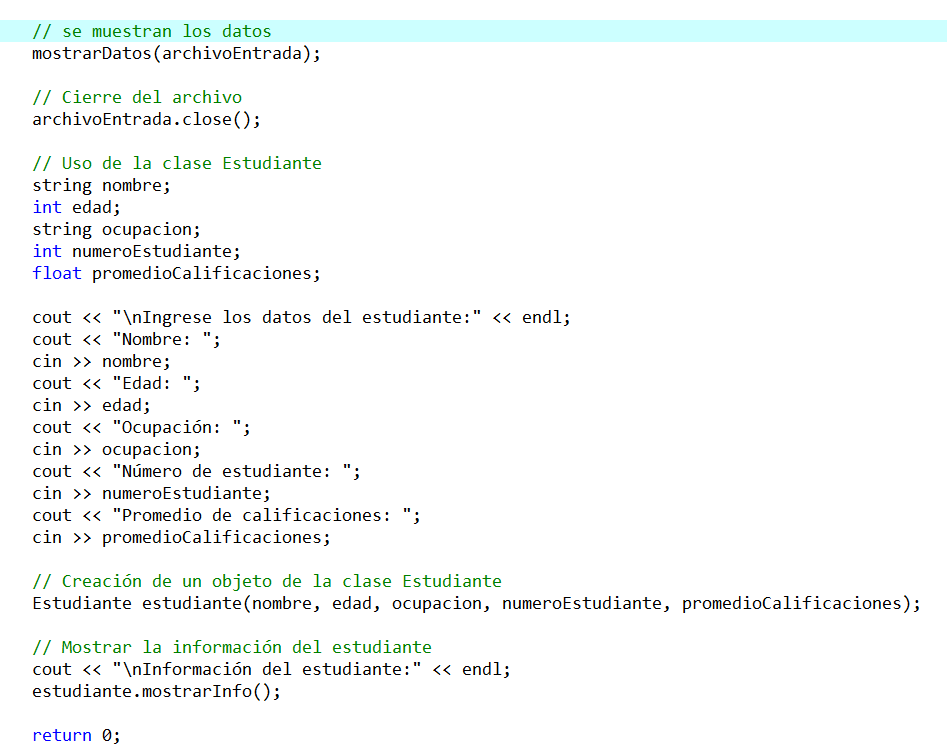 // se muestran los datos
mostrarDatos(archivoEntrada);
// Cierre del archivo
archivoEntrada.close();
// Uso de la clase Estudiante
string nombre;
int edad;
string ocupacion;
int numeroEstudiante;
float promedioCalificaciones;
cout << "\nIngrese los datos del estudiante:" << endl;
cout << "Nombre: ";
cin >> nombre;
cout << "Edad: ";
cin >> edad;
cout << "Ocupación: ";
cin >> ocupacion;
cout << "Número de estudiante: ";
cin >> numeroEstudiante;
cout << "Promedio de calificaciones: ";
cin >> promedioCalificaciones;
// Creación de un objeto de la clase Estudiante
Estudiante estudiante(nombre, edad, ocupacion, numeroEstudiante, promedioCalificaciones);
// Mostrar la información del estudiante
cout << "\nInformación del estudiante:" << endl;
estudiante.mostrarInfo();
return 0;